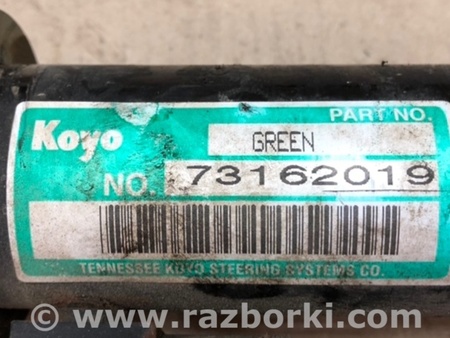 PART NO.
Koyo GREEN
NO. 73162019
TENNESSEE KOYO STEERING SYSTEMS CO.
© www.razborki.com